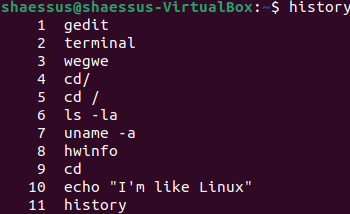 shaessus@shaessus-VirtualBox:~$ history
1 gedit
2 terminal
3 wegwe
4 cd/
5 cd /
6 ls -la
7 uname -a
8 hwinfo
9 cd
10 echo "I'm like Linux"
11 history